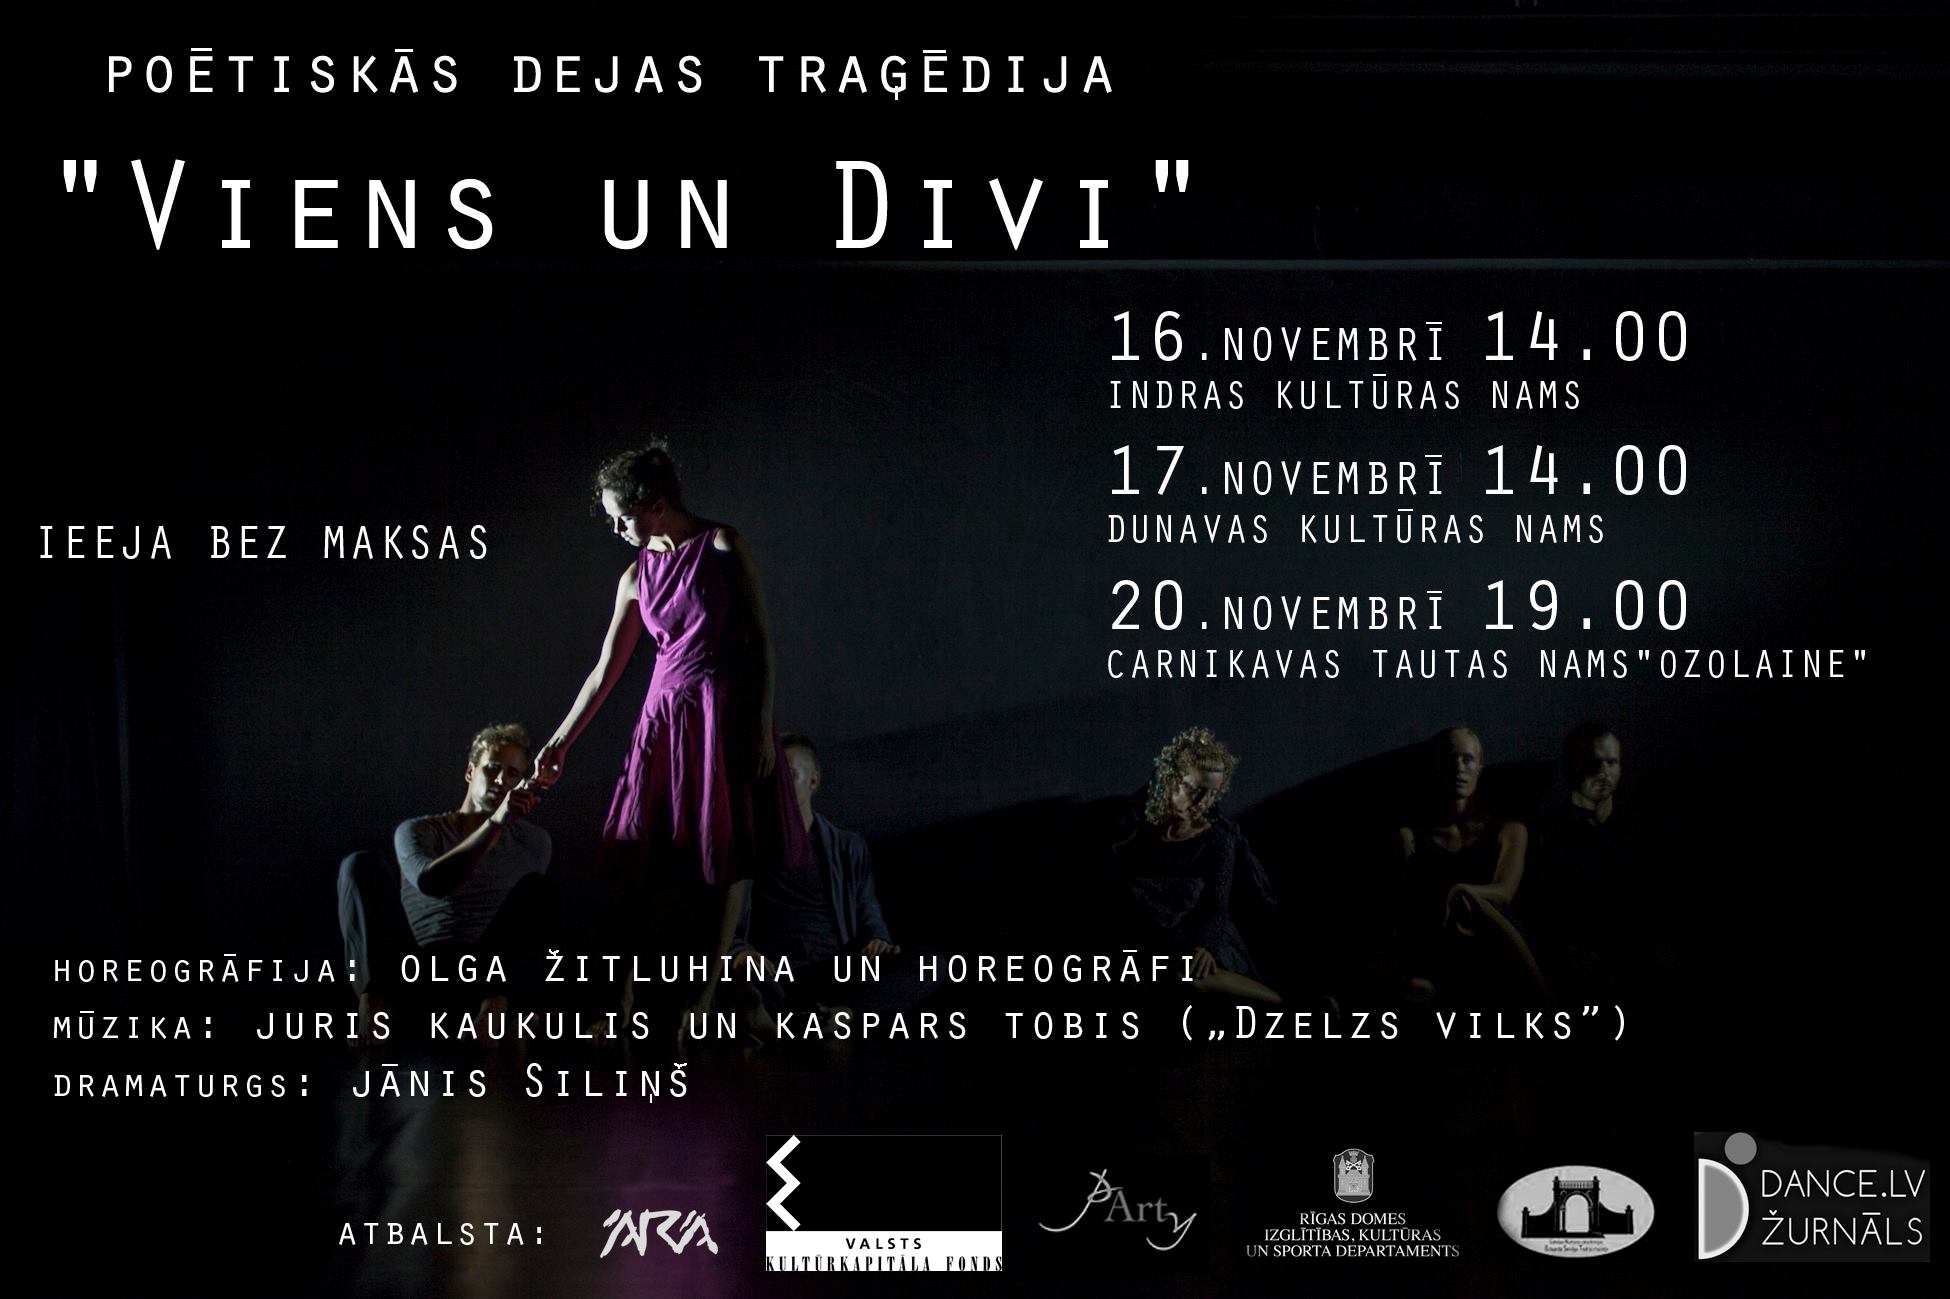 POĒTISKĀS DEJAS TRAĢĒDIJA
"VIENS UN DIVI"
16.NOVEMBRĪ 14.00
INDRAS KULTŪRAS NAMS
17.NOVEMBRĪ 14.00
DUNAVAS KULTŪRAS NAMS
20.NOVEMBRĪ 19.00
CARNIKAVAS TAUTAS NAMS"OZOLAINE"
IEEJA BEZ MAKSAS
HOREOGRĀFIJA: OLGA ŽITLUHINA UN HOREOGRĀFI
MŪZIKA: JURIS KAUKULIS UN KASPARS TOBIS („DZELZS VILKS”)
DRAMATURGS: JĀNIS SILIŅŠ
ATBALSTA:
VALSTS
KULTŪRKAPITĀLA FONDS
pArty
RĪGAS DOMES
IZGLĪTĪBAS, KULTŪRAS
UN SPORTA DEPARTAMENTS
DANCE.LV
ŽURNĀLS